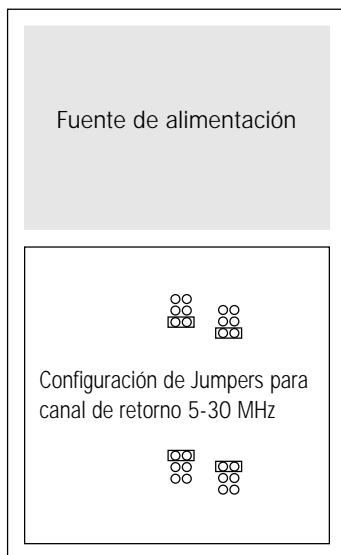 Fuente de alimentación
Configuración de Jumpers para
canal de retorno 5-30 MHz